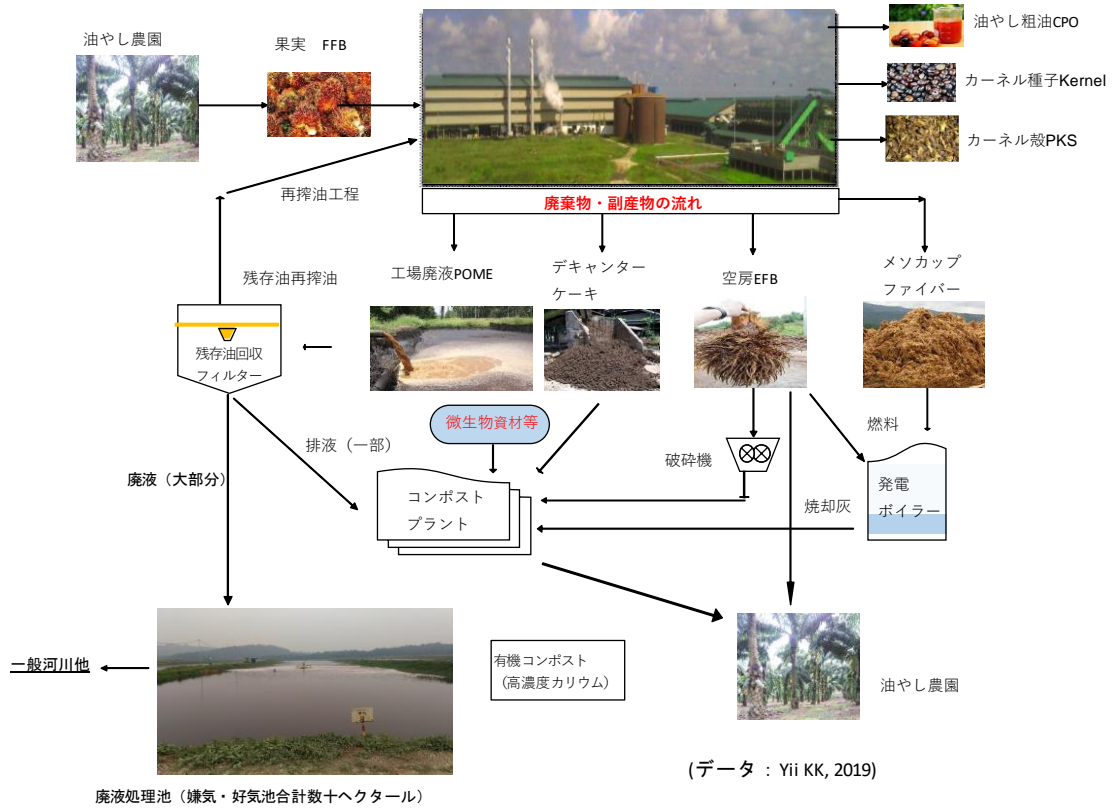 油やし農園
果実 FFB
油やし粗油CPO
カーネル種子Kernel
カーネル殻PKS
再搾油工程
廃棄物・副産物の流れ
残存油再搾油
工場廃液POME
デキャンター
ケーキ
空房EFB
メソカップ
ファイバー
残存油回収
フィルター
微生物資材等
排液（一部）
破砕機
燃料
廃液（大部分）
コンポスト
プラント
焼却灰
発電
ボイラー
一般河川他
有機コンポスト
（高濃度カリウム）
油やし農園
(データ：Yii KK, 2019)
廃液処理池（嫌気・好気池合計数十ヘクタール）